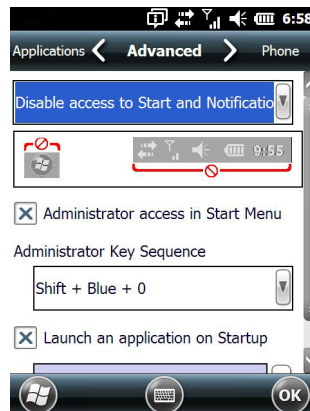 6:58
Applications Advanced Phone
Disable access to Start and Notificatio
9:55
Administrator access in Start Menu
Administrator Key Sequence
Shift + Blue + 0
Launch an application on Startup
OK